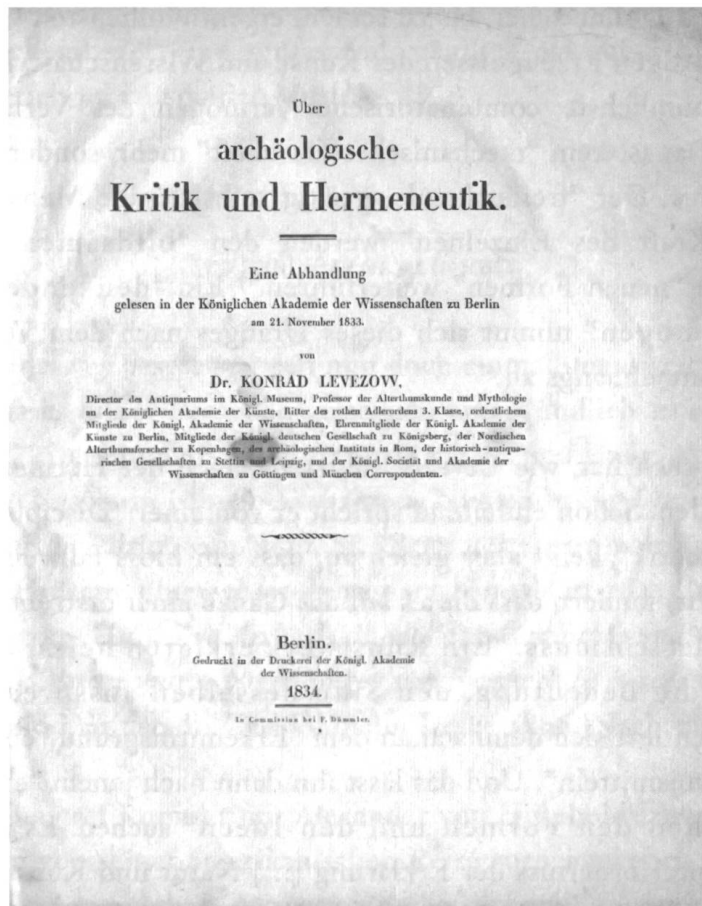 Über
archäologische
Kritik und Hermeneutik.
Eine Abhandlung
gelesen in der Königlichen Akademie der Wissenschaften zu Berlin
am 21. November 1833.
von
Dr. KONRAD LEVEZOW,
Director des Antiquariums im Königl. Museum, Professor der Alterthumskunde und Mythologie
an der Königlichen Akademie der Künste, Ritter des rothen Adlerordens 3. Klasse, ordentlichem
Mitgliede der Königl. Akademie der Wissenschaften, Ehrenmitgliede der Königl. Akademie der
Künste zu Berlin, Mitgliede der Königl. deutschen Gesellschaft zu Königsberg, der Nordischen
Alterthumsforscher zu Kopenhagen, des archäologischen Instituts in Rom, der historisch-antiqua-
rischen Gesellschaften zu Stettin und Leipzig, und der Königl. Societät und Akademie der
Wissenschaften zu Göttingen und München Correspondenten.
Berlin.
Gedruckt in der Druckerei der Königl. Akademie
der Wissenschaften.
1834.
In Commission bei F. Dümmler.